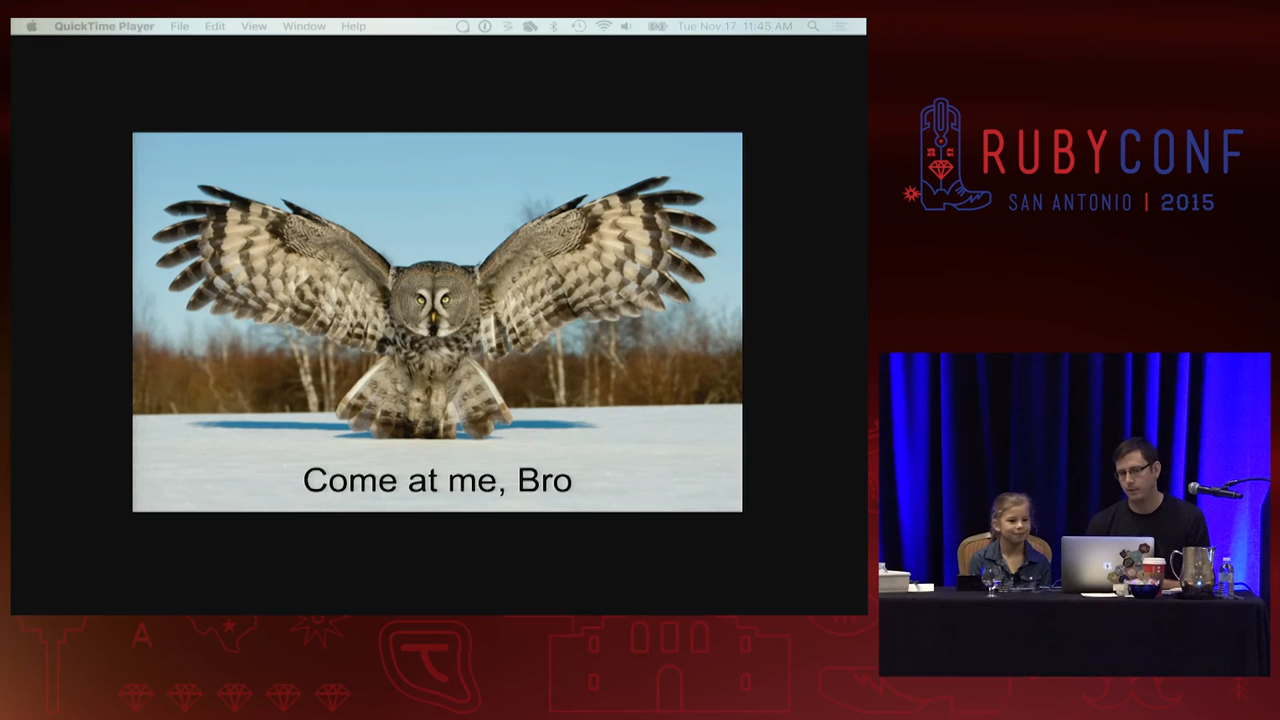 QuickTime Player File Edit View Window Help Tue Nov 17 11:45 AM
Come at me, Bro
RUBYCONF
SAN ANTONIO | 2015
A